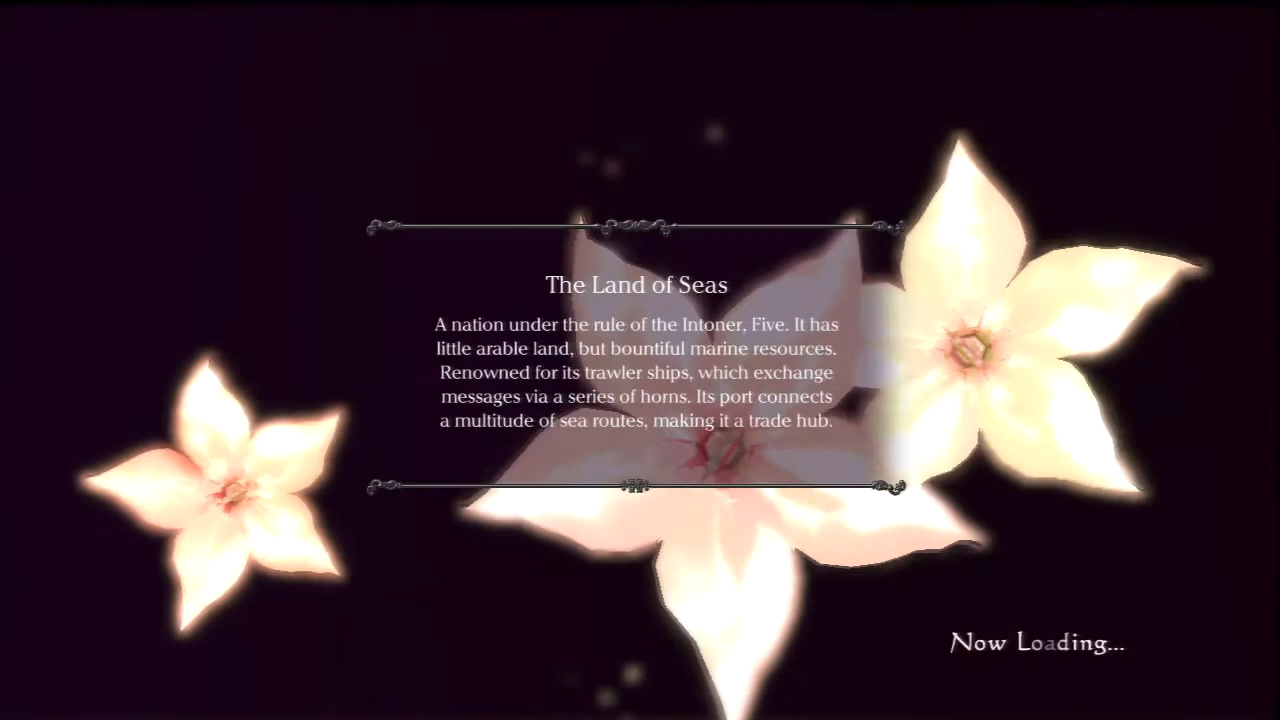 The Land of Seas
A nation under the rule of the Intoner, Five. It has
little arable land, but bountiful marine resources.
Renowned for its trawler ships, which exchange
messages via a series of horns. Its port connects
a multitude of sea routes, making it a trade hub.
Now Loading...